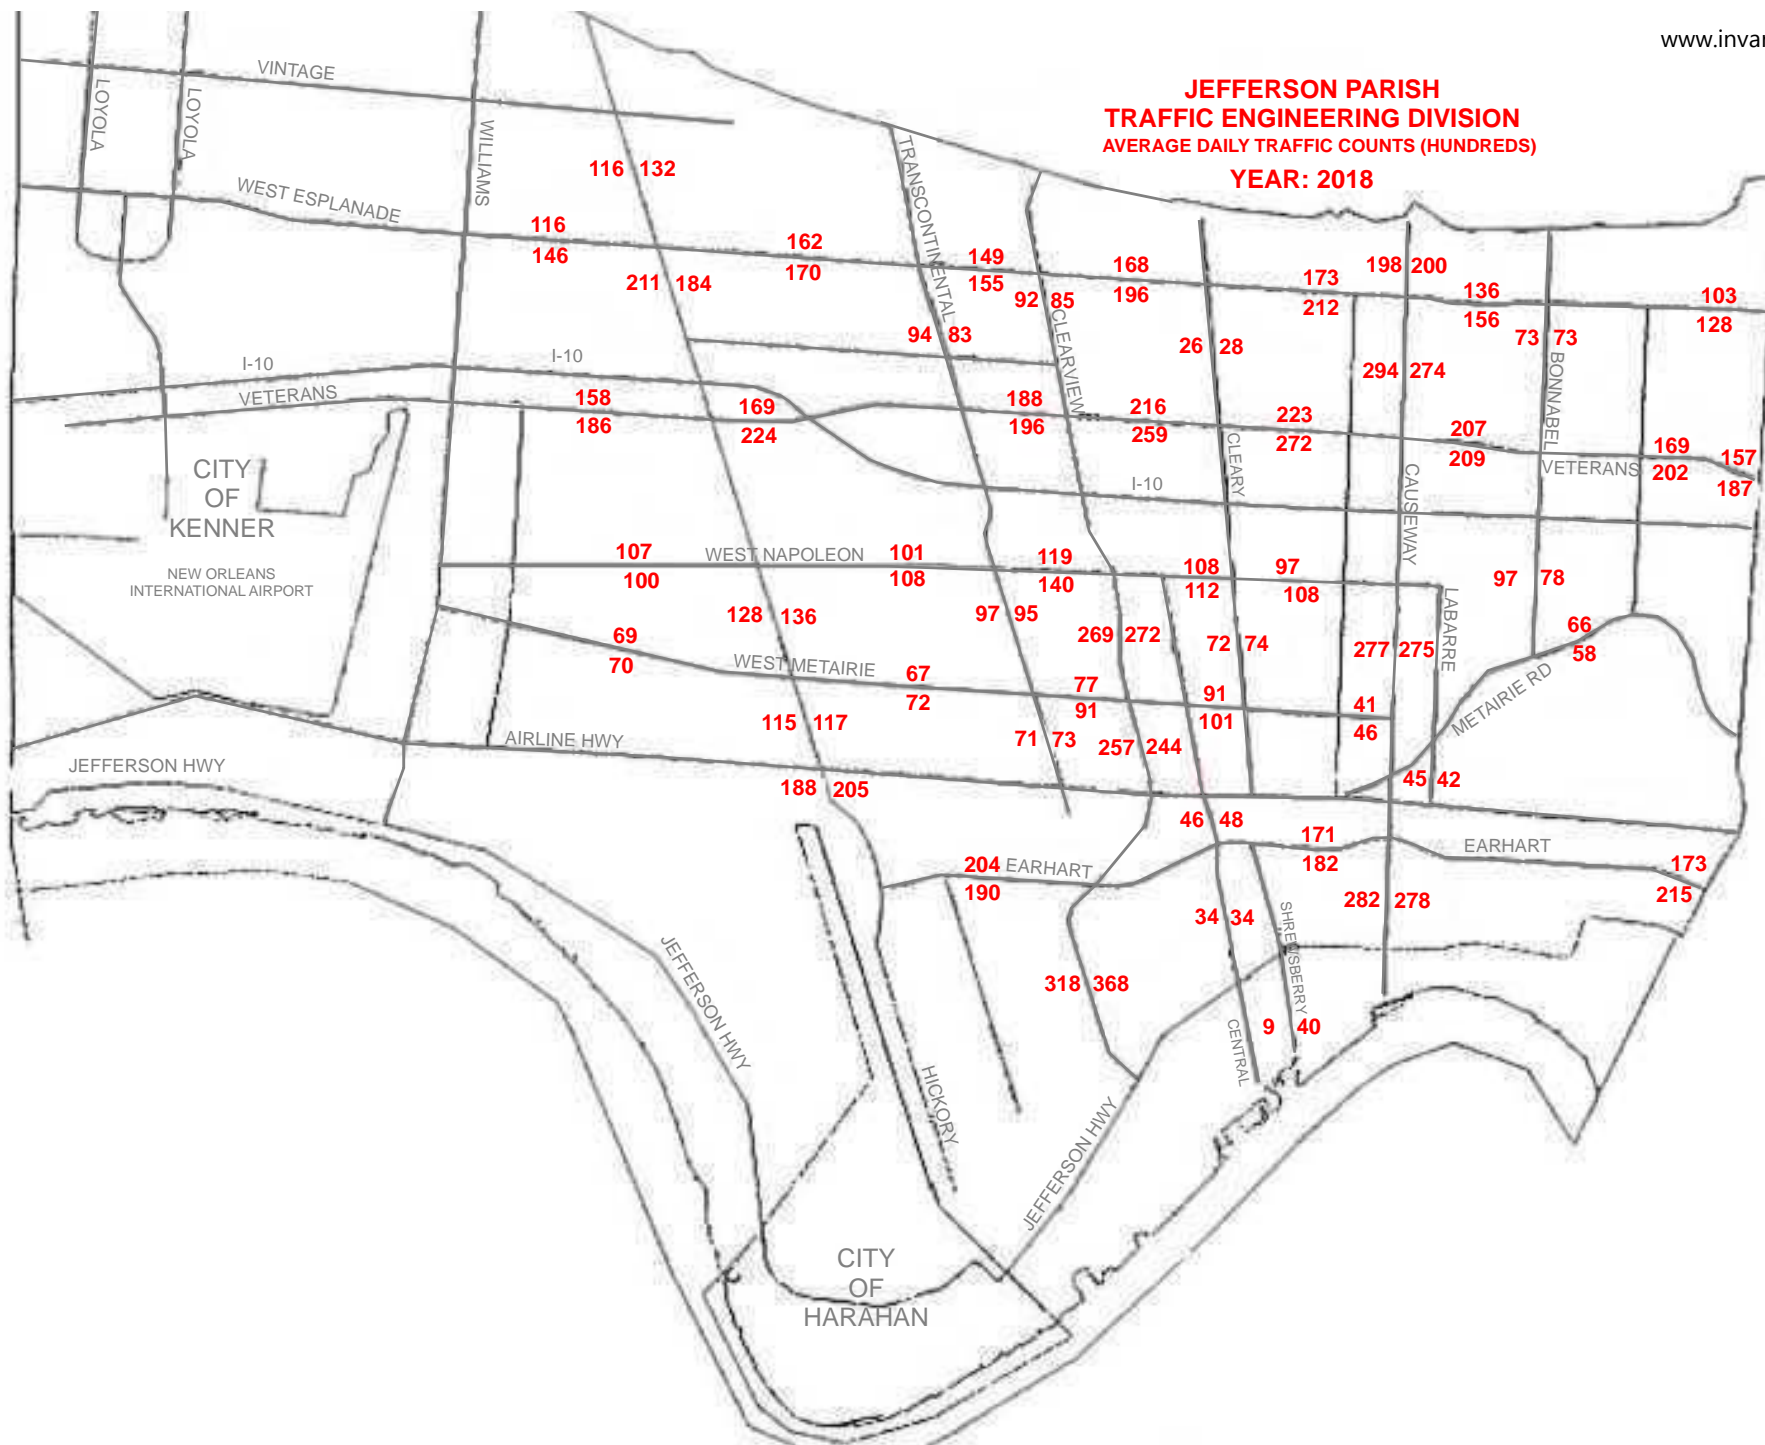 www.invar
JEFFERSON PARISH
TRAFFIC ENGINEERING DIVISION
AVERAGE DAILY TRAFFIC COUNTS (HUNDREDS)
YEAR: 2018
VINTAGE
LOYOLA
LOYOLA
WILLIAMS
TRANSCONTINENTAL
116 132
WEST ESPLANADE
116
146
162
170
149
155
168
196
173
212
198 200
136
156
103
128
211 184
92 85
CLEARVIEW
94 83
26 28
73 73
BONNABEL
294 274
I-10
I-10
VETERANS
158
186
169
224
188
196
216
259
223
272
207
209
169
202
157
187
VETERANS
CLEARY
CAUSEWAY
I-10
CITY
OF
KENNER
NEW ORLEANS
INTERNATIONAL AIRPORT
107
100
WEST NAPOLEON
101
108
119
140
108
112
97
108
97 78
LABARRE
128 136
97 95
269 272
72 74
277 275
66
58
69
70
WEST METAIRIE
67
72
77
91
91
101
41
46
METAIRIE RD
115 117
71 73
257 244
AIRLINE HWY
JEFFERSON HWY
188 205
45 42
46 48
171
182
EARHART
173
215
204
190
EARHART
282 278
34 34
SHREWSBERRY
JEFFERSON HWY
318 368
9 40
CENTRAL
HICKORY
JEFFERSON HWY
CITY
OF
HARAHAN